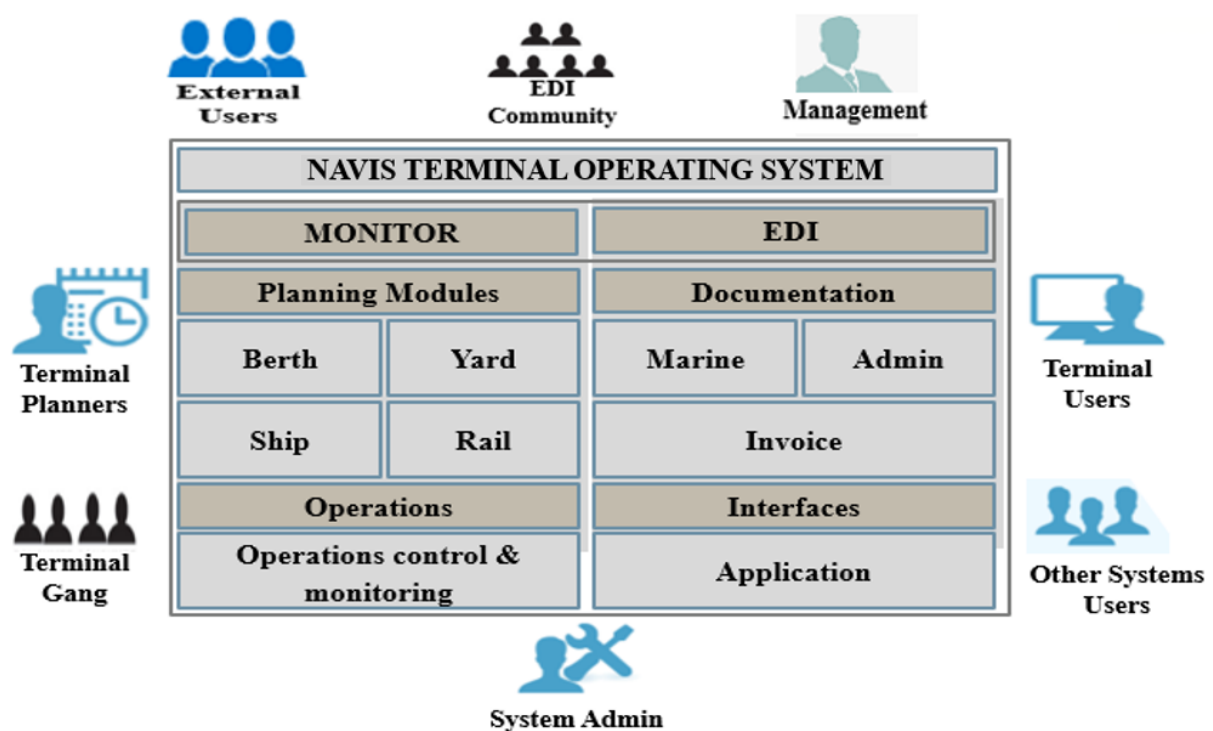 External
Users
EDI
Community
Management
NAVIS TERMINAL OPERATING SYSTEM
MONITOR
EDI
Planning Modules
Documentation
Berth
Yard
Marine
Admin
Ship
Rail
Invoice
Operations
Interfaces
Operations control &
monitoring
Application
Terminal
Planners
Terminal
Gang
Terminal
Users
Other Systems
Users
System Admin